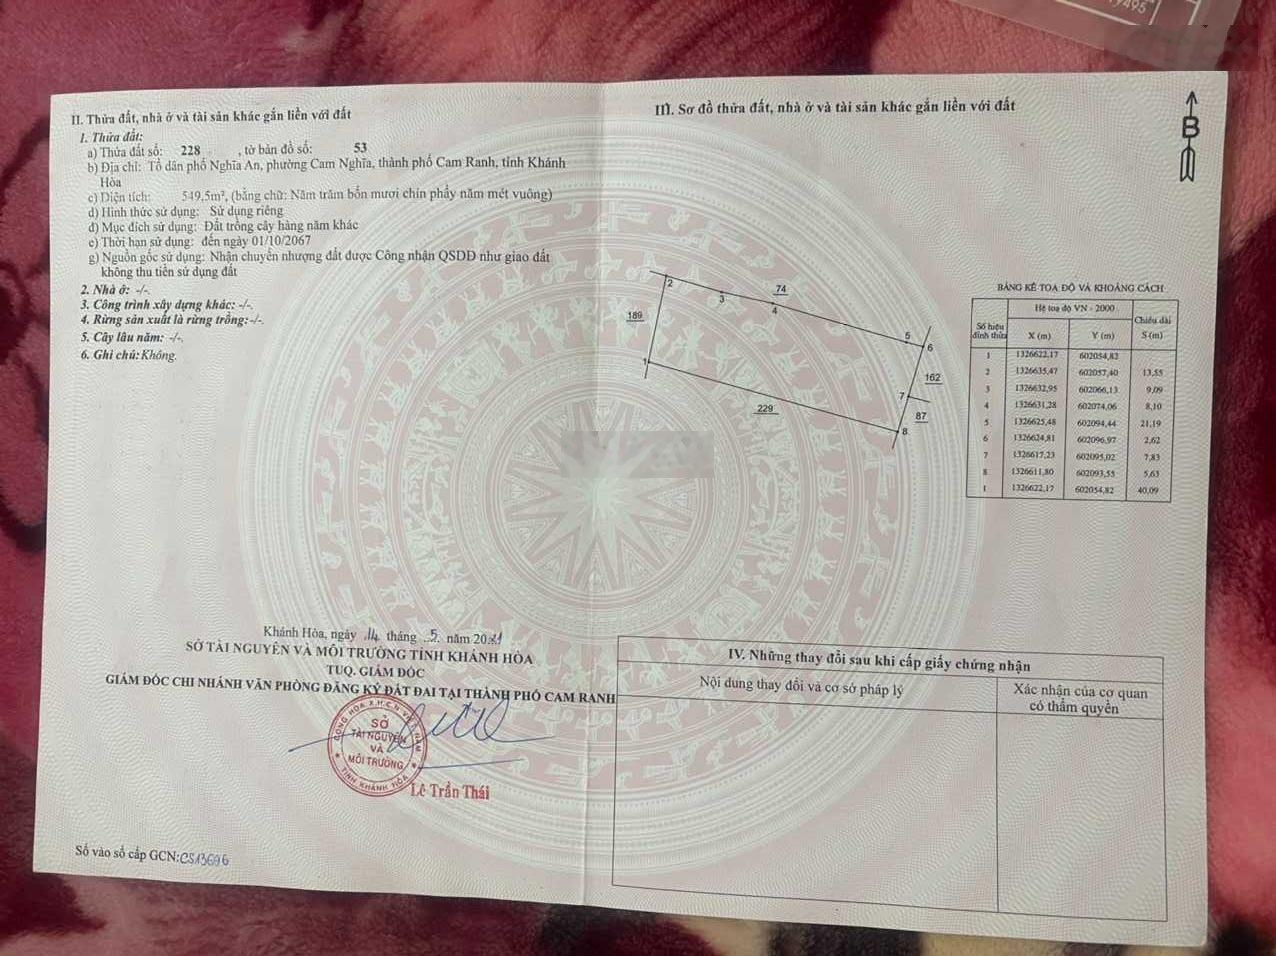 II. Thửa đất, nhà ở và tài sản khác gắn liền với đất
1. Thửa đất:
a) Thửa đất số: 228 , tờ bản đồ số: 53
b) Địa chỉ: Tổ dân phố Nghĩa An, phường Cam Nghĩa, thành phố Cam Ranh, tỉnh Khánh
Hòa
c) Diện tích: 549,5m², (bằng chữ: Năm trăm bốn mươi chín phẩy năm mét vuông)
d) Hình thức sử dụng: Sử dụng riêng
đ) Mục đích sử dụng: Đất trồng cây hàng năm khác
e) Thời hạn sử dụng: đến ngày 01/10/2067
g) Nguồn gốc sử dụng: Nhận chuyển nhượng đất được Công nhận QSDĐ như giao đất
không thu tiền sử dụng đất
2. Nhà ở: -/-.
3. Công trình xây dựng khác: -/-.
4. Rừng sản xuất là rừng trồng: -/-.
5. Cây lâu năm: -/-.
6. Ghi chú: Không.
Khánh Hòa, ngày 14 tháng 5 năm 2021
SỞ TÀI NGUYÊN VÀ MÔI TRƯỜNG TỈNH KHÁNH HÒA
TUQ. GIÁM ĐỐC
GIÁM ĐỐC CHI NHÁNH VĂN PHÒNG ĐĂNG KÝ ĐẤT ĐAI TẠI THÀNH PHỐ CAM RANH
SỞ
TÀI NGUYÊN
VÀ
MÔI TRƯỜNG
TỈNH KHÁNH HÒA
Lê Trần Thái
Số vào sổ cấp GCN: CS13696
III. Sơ đồ thửa đất, nhà ở và tài sản khác gắn liền với đất
B
2
3
74
4
189
5
6
1
162
7
229
87
8
BẢNG KÊ TOẠ ĐỘ VÀ KHOẢNG CÁCH
Số hiệu đỉnh thửa Hệ toạ độ VN - 2000 Chiều dài
X (m) Y (m) S (m)
1 1326622,17 602054,82
2 1326635,47 602057,40 13,55
3 1326632,95 602066,13 9,09
4 1326631,28 602074,06 8,10
5 1326625,48 602094,44 21,19
6 1326624,81 602096,97 2,62
7 1326617,23 602095,02 7,83
8 1326611,80 602093,55 5,63
1 1326622,17 602054,82 40,09
IV. Những thay đổi sau khi cấp giấy chứng nhận
Nội dung thay đổi và cơ sở pháp lý
Xác nhận của cơ quan
có thẩm quyền